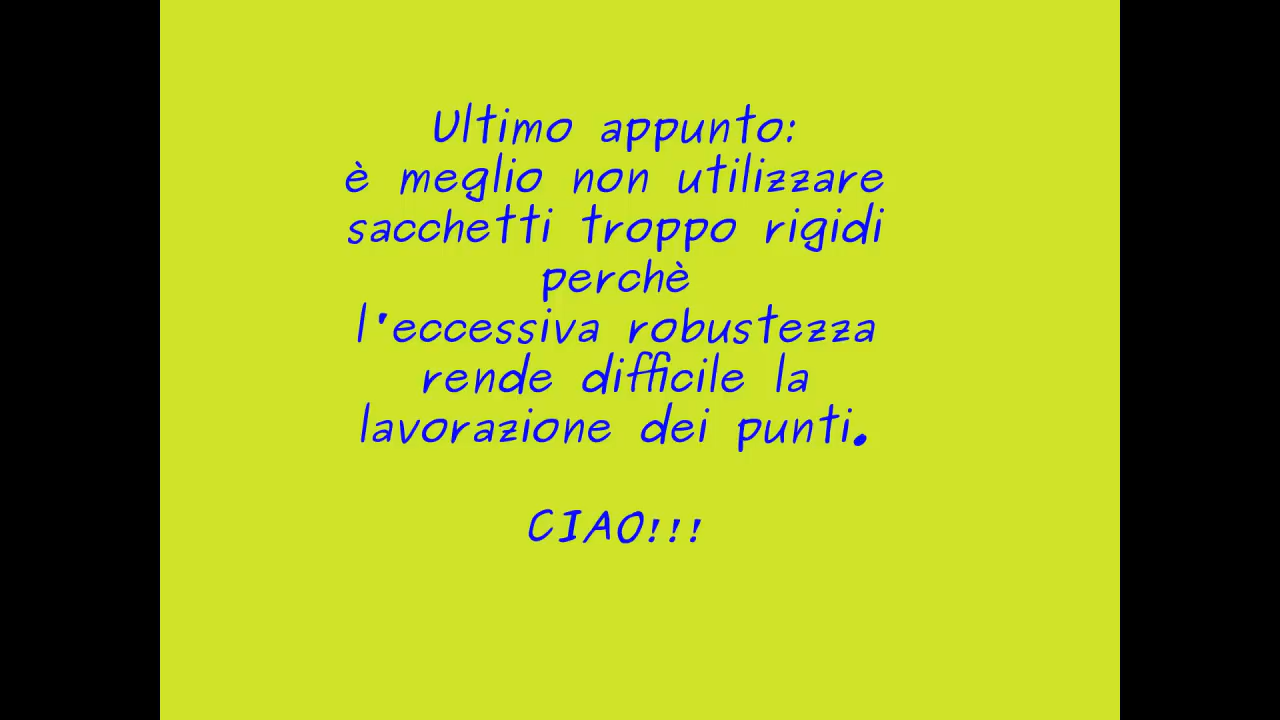 Ultimo appunto:
è meglio non utilizzare
sacchetti troppo rigidi
perchè
l'eccessiva robustezza
rende difficile la
lavorazione dei punti.
CIAO!!!